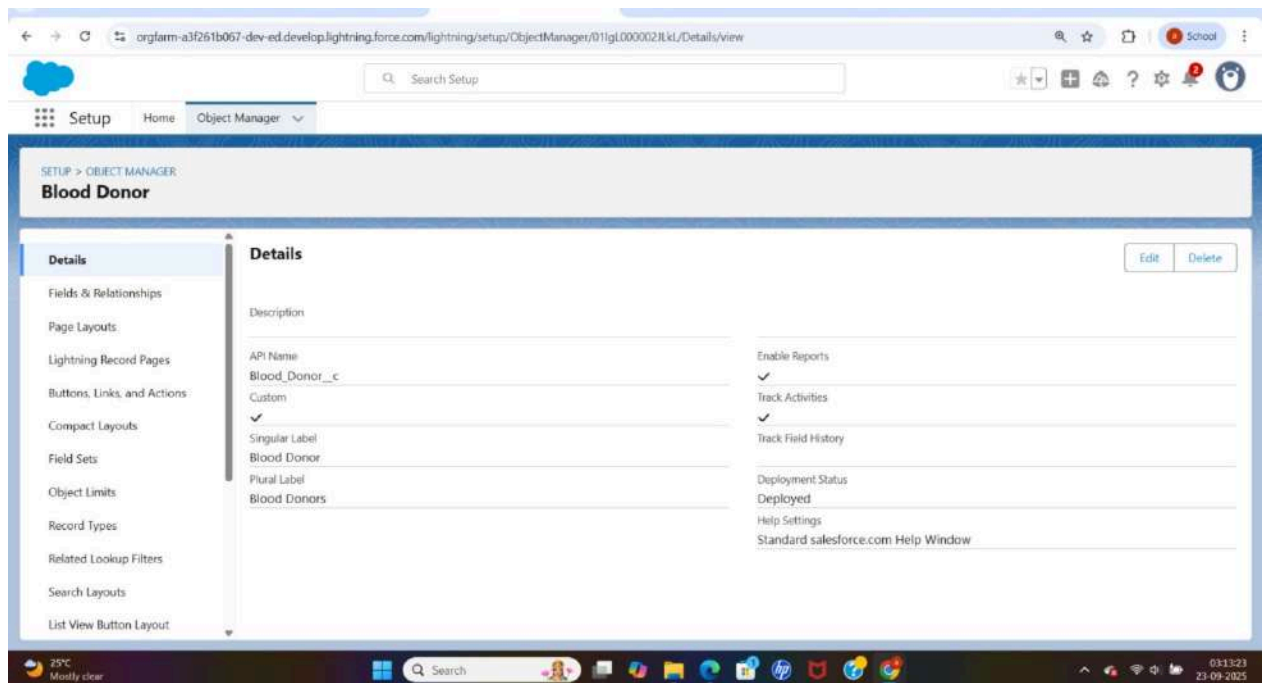 orgfarm-a3f261b067-dev-ed.develop.lightning.force.com/lightning/setup/ObjectManager/01IgL000002JLkL/Details/view
School
Search Setup
2
Setup
Home
Object Manager
SETUP > OBJECT MANAGER
Blood Donor
Details
Fields & Relationships
Page Layouts
Lightning Record Pages
Buttons, Links, and Actions
Compact Layouts
Field Sets
Object Limits
Record Types
Related Lookup Filters
Search Layouts
List View Button Layout
Details
Edit
Delete
Description
API Name
Blood_Donor__c
Custom
Singular Label
Blood Donor
Plural Label
Blood Donors
Enable Reports
Track Activities
Track Field History
Deployment Status
Deployed
Help Settings
Standard salesforce.com Help Window
25°C
Mostly clear
Search
hp
03:13:23
23-09-2025